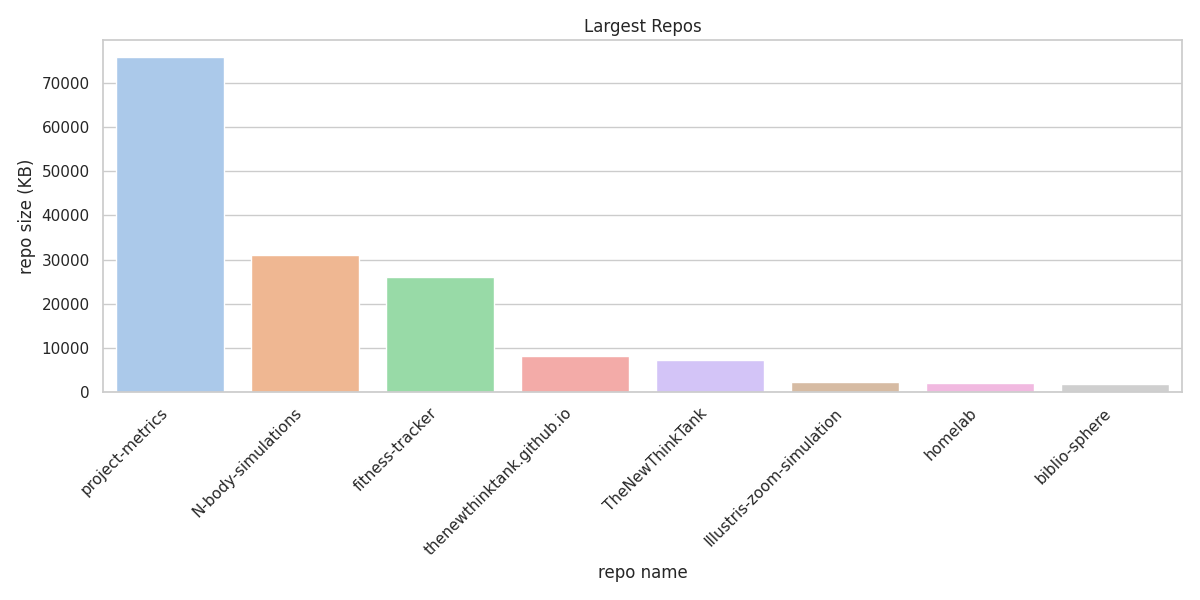 Largest Repos
repo size (KB)
70000
60000
50000
40000
30000
20000
10000
0
project-metrics
N-body-simulations
fitness-tracker
thenewthinktank.github.io
TheNewThinkTank
Illustris-zoom-simulation
homelab
biblio-sphere
repo name